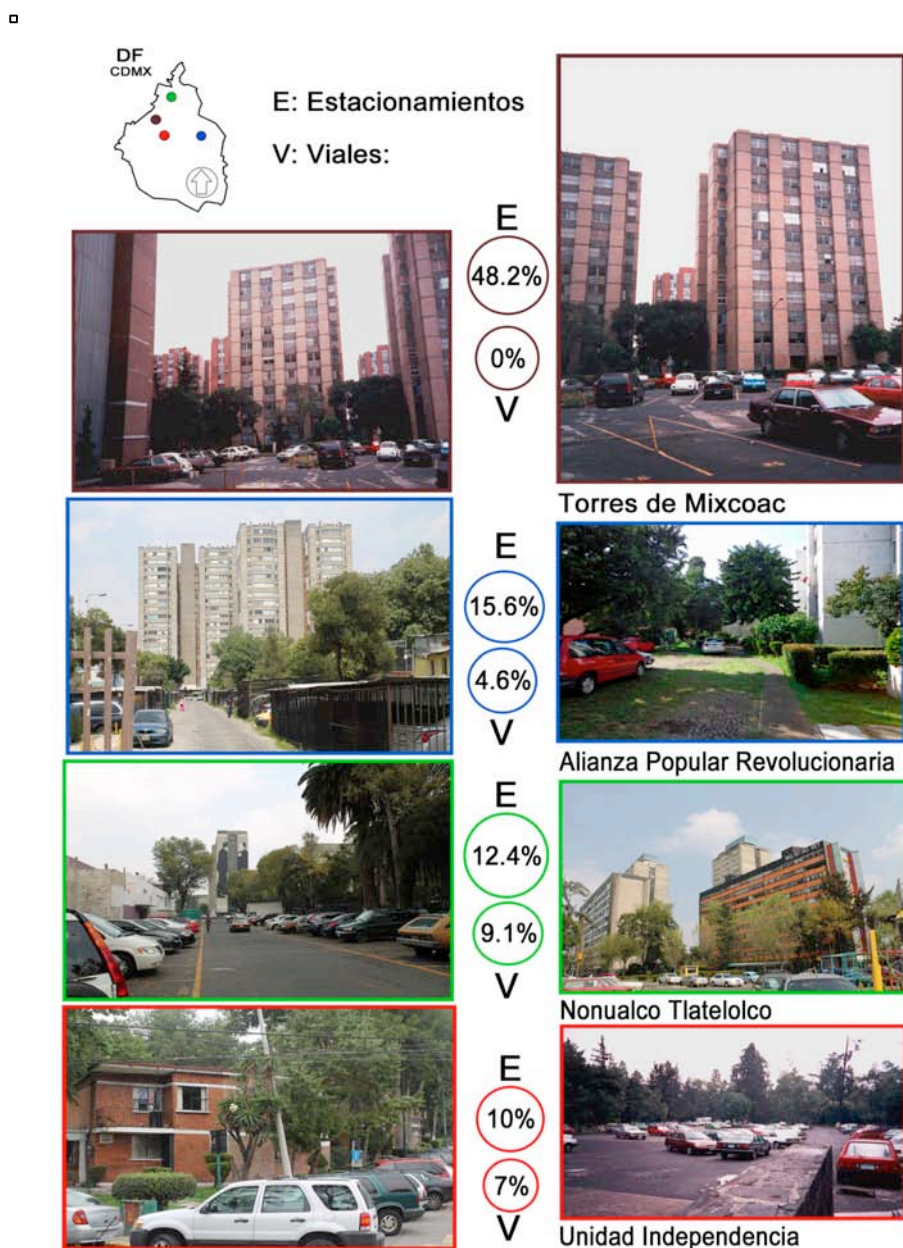 DF
CDMX
E: Estacionamientos
V: Viales:
E
48.2%
0%
V
Torres de Mixcoac
E
15.6%
4.6%
V
Alianza Popular Revolucionaria
E
12.4%
9.1%
V
Nonualco Tlatelolco
E
10%
7%
V
Unidad Independencia